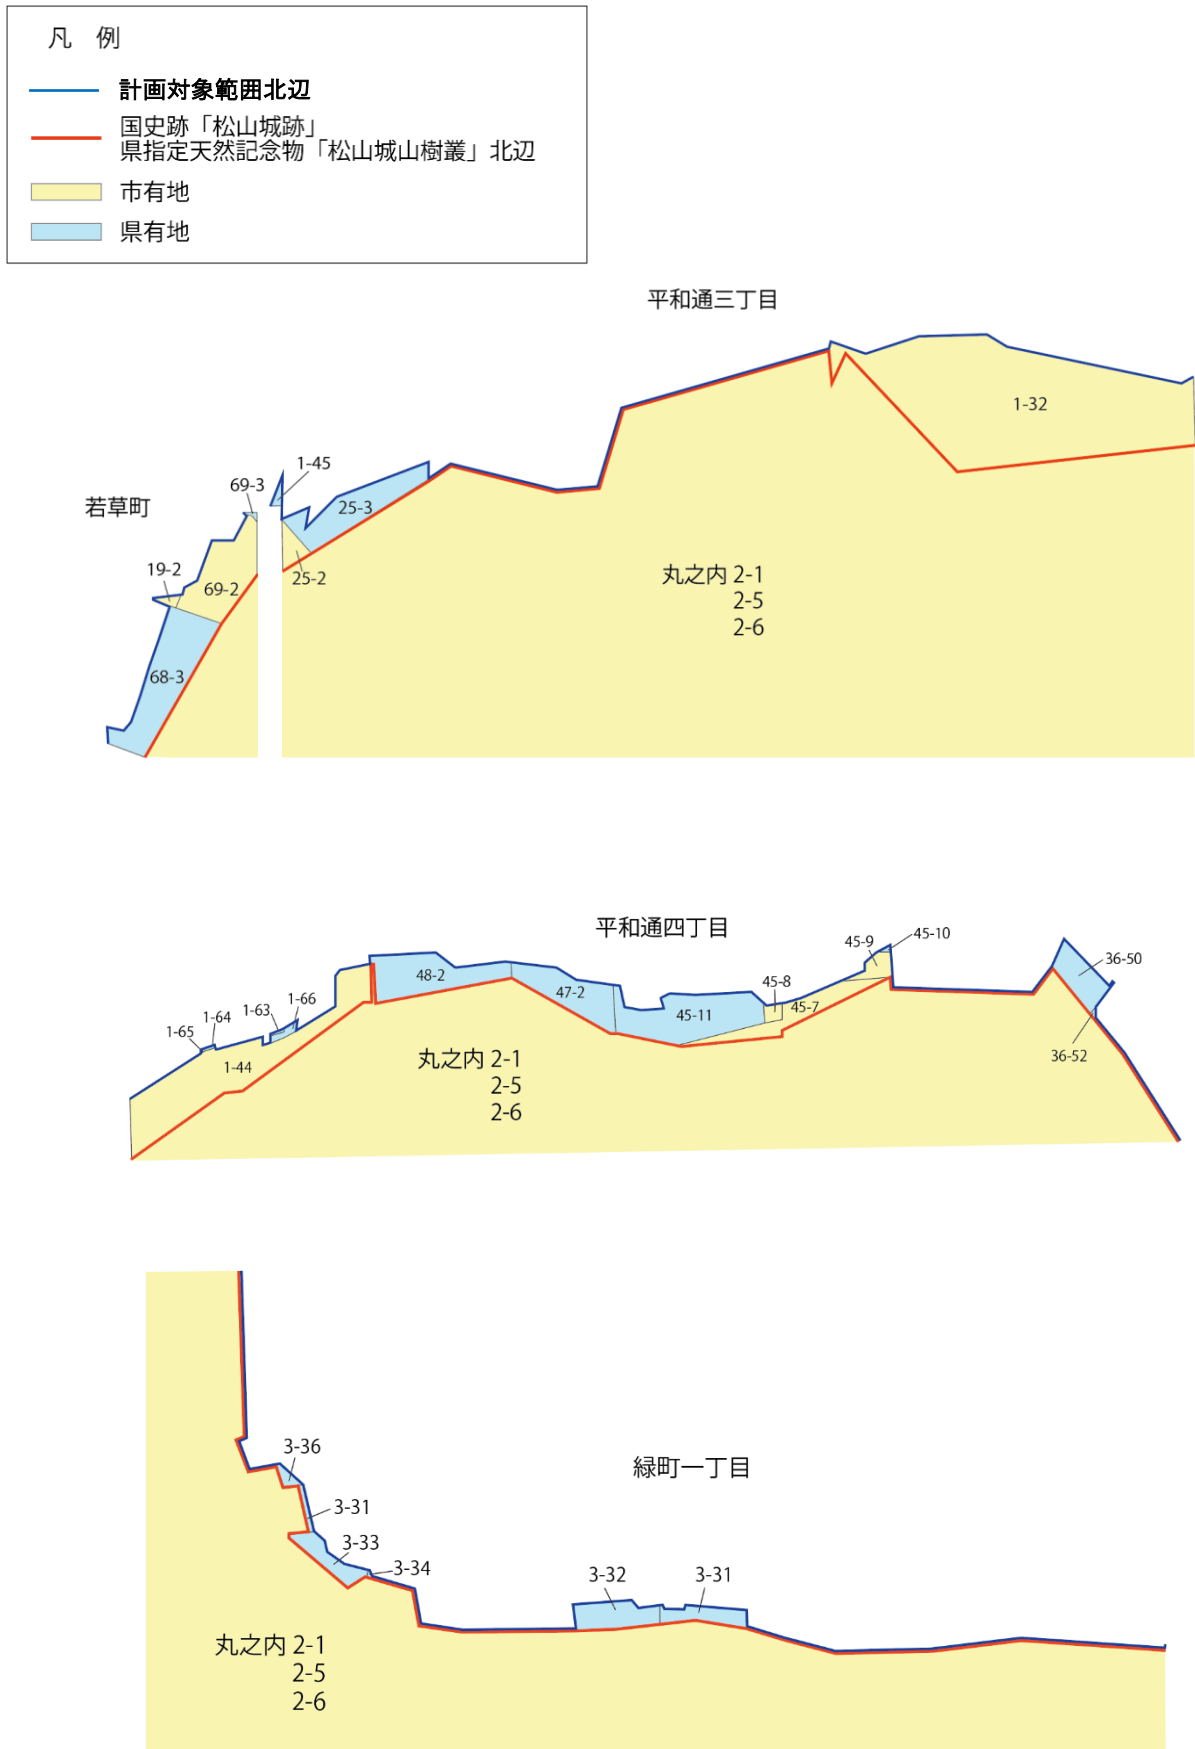 凡 例
計画対象範囲北辺
国史跡「松山城跡」
県指定天然記念物「松山城山樹叢」北辺
市有地
県有地
平和通三丁目
1-32
1-45
69-3
若草町
25-3
19-2
69-2
25-2
丸之内 2-1
2-5
2-6
68-3
平和通四丁目
45-9
45-10
36-50
48-2
47-2
45-8
45-7
45-11
1-66
1-63
1-64
1-65
1-44
36-52
丸之内 2-1
2-5
2-6
3-36
緑町一丁目
3-31
3-33
3-34
3-32
3-31
丸之内 2-1
2-5
2-6